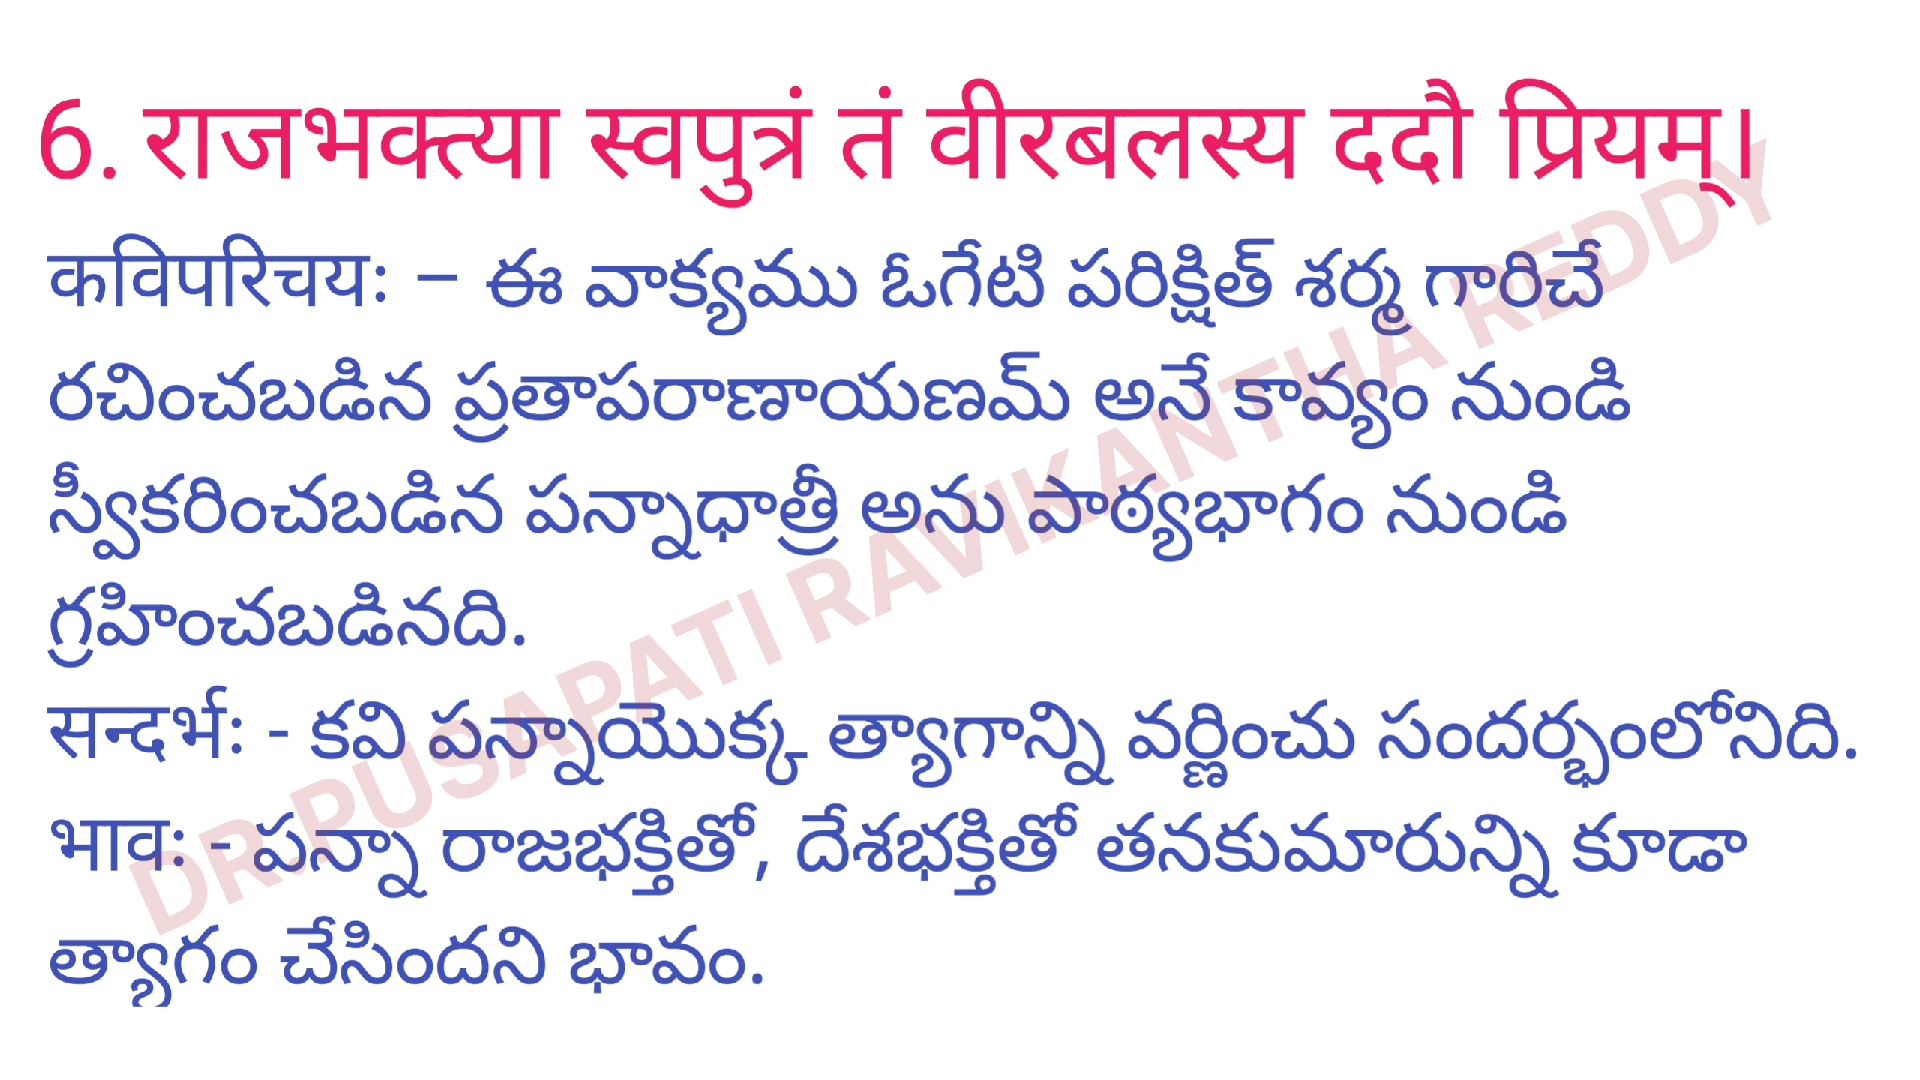 6. राजभक्त्या स्वपुत्रं तं वीरबलस्य ददौ प्रियम्।
कविपरिचयः – ఈ వాక్యము ఓగేటి పరిక్షిత్ శర్మ గారిచే
రచించబడిన ప్రతాపరాణాయణమ్ అనే కావ్యం నుండి
స్వీకరించబడిన పన్నాధాత్రీ అను పాఠ్యభాగం నుండి
గ్రహించబడినది.
सन्दर्भः - కవి పన్నాయొక్క త్యాగాన్ని వర్ణించు సందర్భంలోనిది.
भावः - పన్నా రాజభక్తితో, దేశభక్తితో తనకుమారున్ని కూడా
త్యాగం చేసిందని భావం.
DR.PUSAPATI RAVIKANTHA REDDY